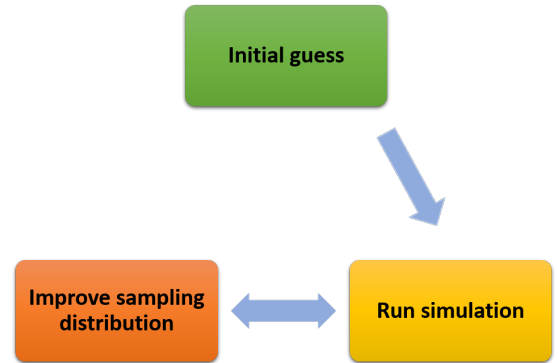 Initial guess
Improve sampling
distribution
Run simulation